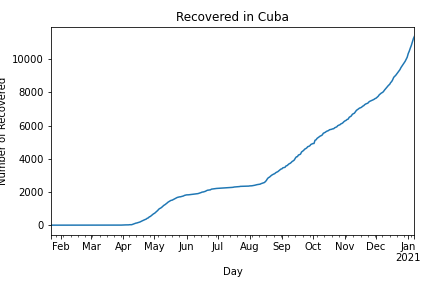 Recovered in Cuba
Number of Recovered
10000
8000
6000
4000
2000
0
Feb Mar Apr May Jun Jul Aug Sep Oct Nov Dec Jan
2021
Day